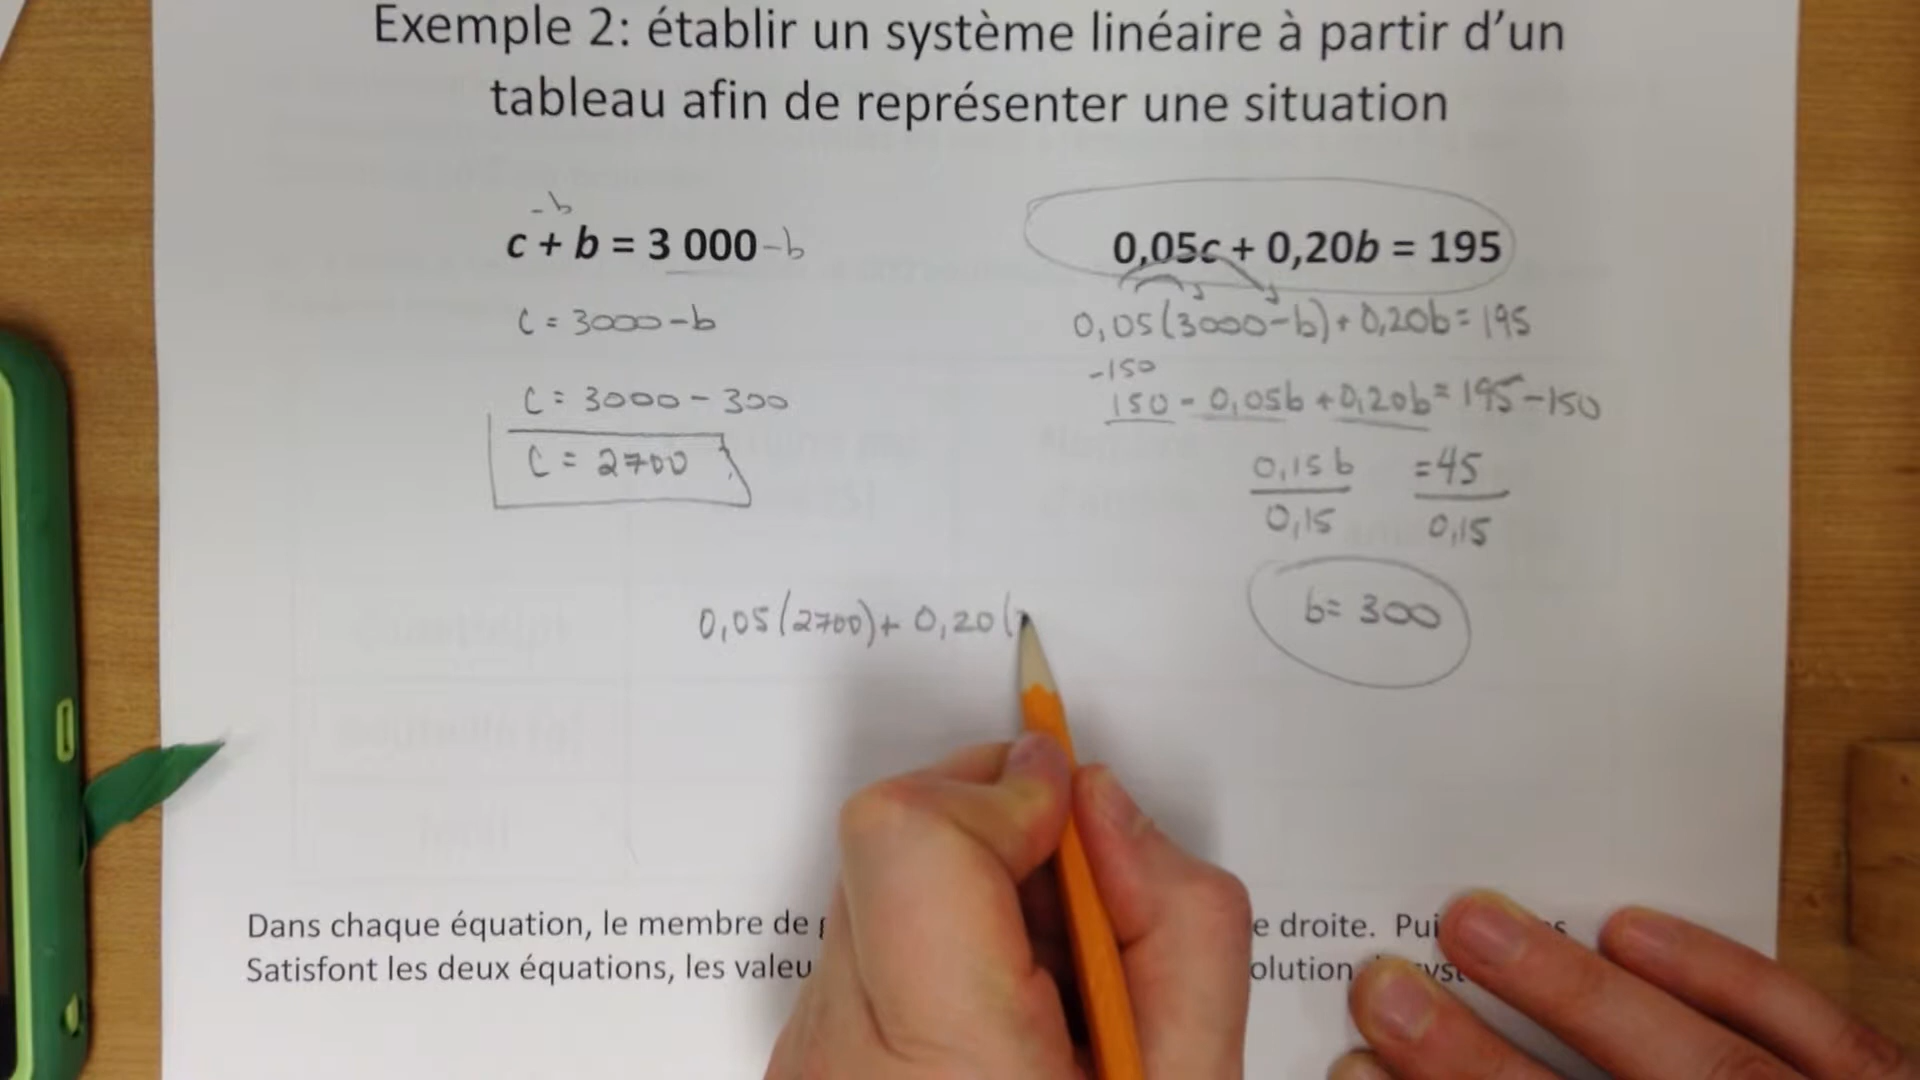 Exemple 2: établir un système linéaire à partir d'un
tableau afin de représenter une situation
-b
c + b = 3 000 -b
c = 3000-b
c = 3000 - 300
c = 2700
0,05c + 0,20b = 195
0,05(3000-b)+0,20b=195
-150
150 - 0,05b + 0,20b = 195-150
0,15b = 45
0,15 0,15
b= 300
0,05(2700)+ 0,20(
Dans chaque équation, le membre de droite.
Satisfont les deux équations, les